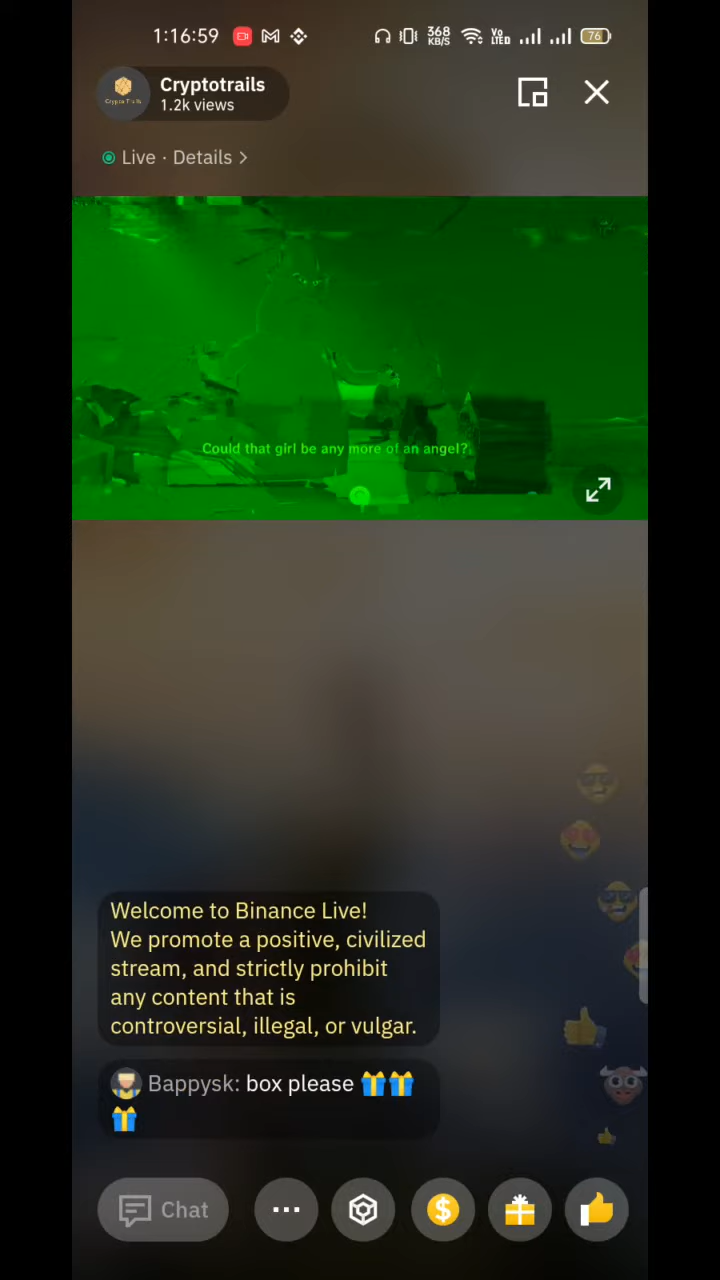 1:16:59
368
KB/S
VO
LTE
76
Cryptotrails
1.2k views
Crypto Trails
Live · Details >
Could that girl be any more of an angel?
Welcome to Binance Live!
We promote a positive, civilized
stream, and strictly prohibit
any content that is
controversial, illegal, or vulgar.
Bappysk: box please
Chat